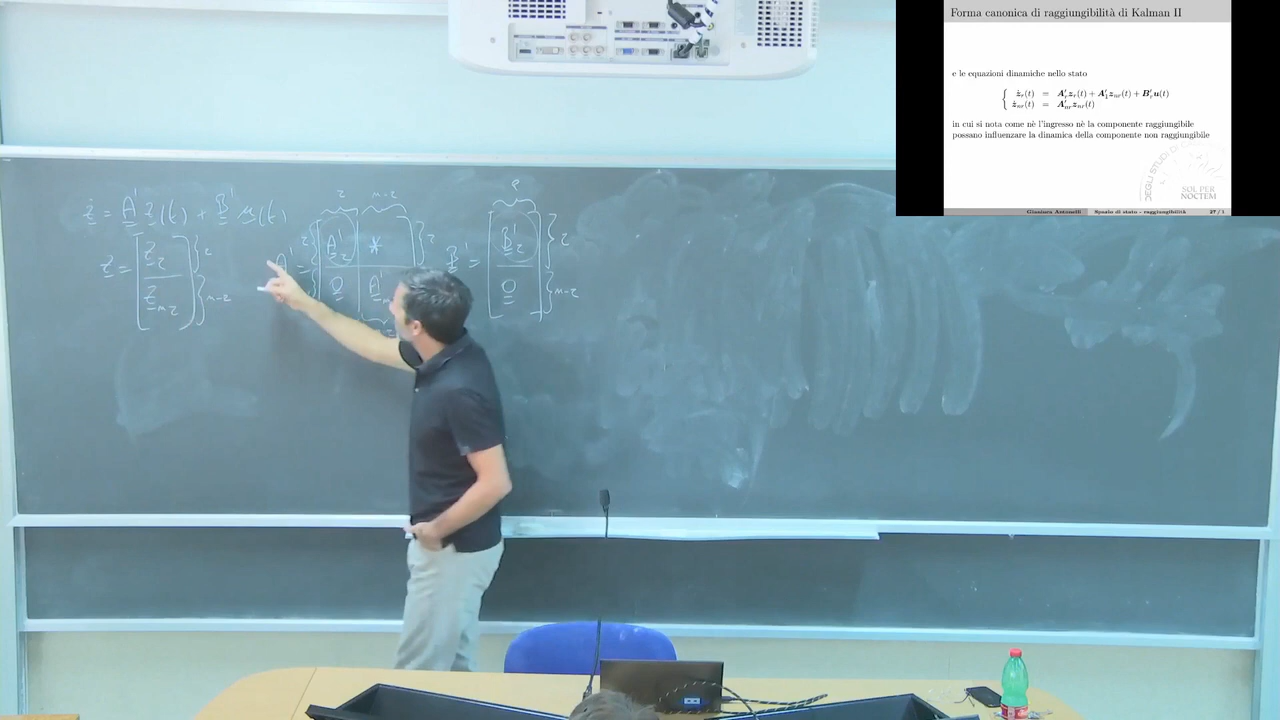 Forma canonica di raggiungibilità di Kalman II
e le equazioni dinamiche nello stato
ż_r(t) = A'_r z_r(t) + A'_1 z_nr(t) + B'_r u(t)
ż_nr(t) = A'_nr z_nr(t)
in cui si nota come nè l'ingresso nè la componente raggiungibile
possano influenzare la dinamica della componente non raggiungibile
DEGLI STUDI DI
SOL PER
NOCTEM
Gianluca Antonelli Spazio di stato - raggiungibilità 27 / 1
ż = A' z(t) + B' u(t)
z = [z_r
z_nr] r
n-r
A' = [A'_r *
0 A'
r n-r
B' = [B'_r
0] r
n-r
p